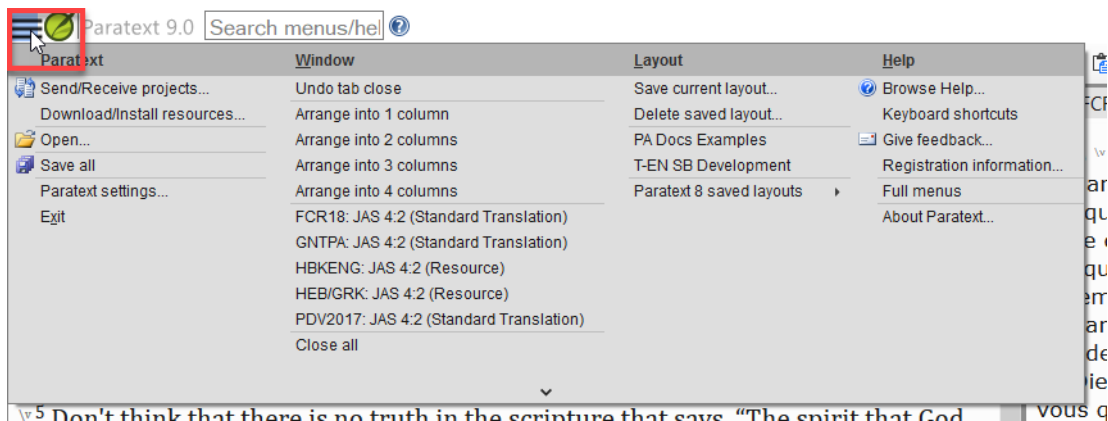 Paratext 9.0 Search menus/hel
Paratext
Send/Receive projects...
Download/Install resources...
Open...
Save all
Paratext settings...
Exit
Window
Undo tab close
Arrange into 1 column
Arrange into 2 columns
Arrange into 3 columns
Arrange into 4 columns
FCR18: JAS 4:2 (Standard Translation)
GNTPA: JAS 4:2 (Standard Translation)
HBKENG: JAS 4:2 (Resource)
HEB/GRK: JAS 4:2 (Resource)
PDV2017: JAS 4:2 (Standard Translation)
Close all
Layout
Save current layout...
Delete saved layout...
PA Docs Examples
T-EN SB Development
Paratext 8 saved layouts
Help
Browse Help...
Keyboard shortcuts
Give feedback...
Registration information...
Full menus
About Paratext...
\v 5 Don't think that there is no truth in the scripture that says, “The spirit that God
vous q